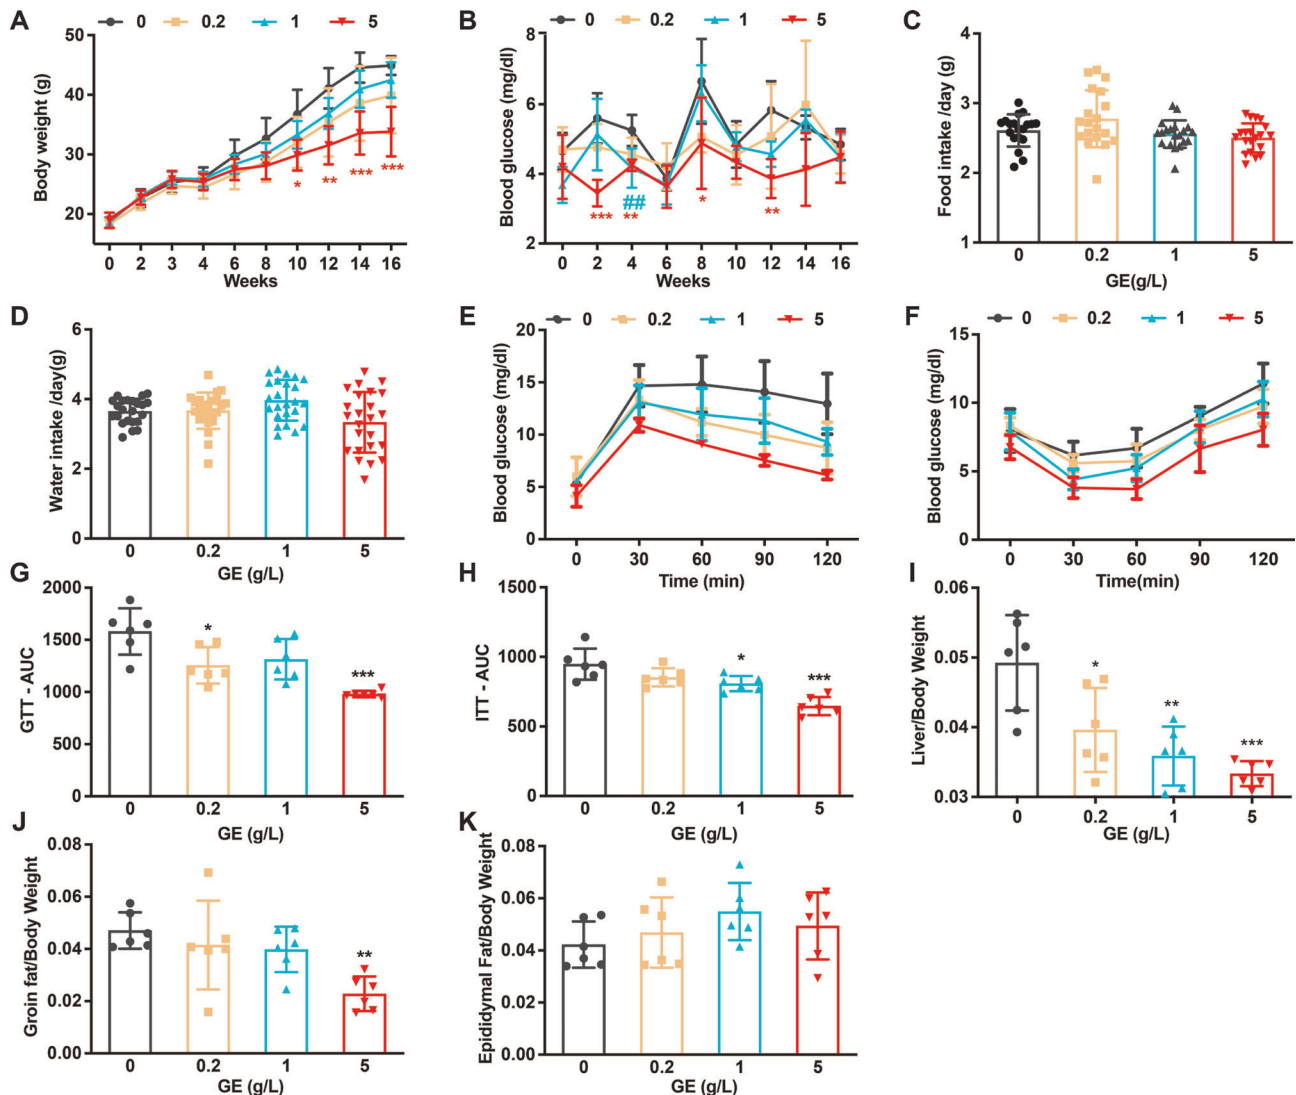 A
0 0.2 1 5
Body weight (g)
50
40
30
20
* ** *** ***
0 2 3 4 6 8 10 12 14 16
Weeks
B
0 0.2 1 5
Blood glucose (mg/dl)
8
6
4
2
##
*** ** * **
0 2 4 6 8 10 12 14 16
Weeks
C
Food intake /day (g)
4
3
2
1
0 0.2 1 5
GE(g/L)
D
Water intake /day(g)
6
4
2
0
0 0.2 1 5
GE (g/L)
E
0 0.2 1 5
Blood glucose (mg/dl)
20
15
10
5
0
0 30 60 90 120
Time (min)
F
0 0.2 1 5
Blood glucose (mg/dl)
15
10
5
0
0 30 60 90 120
Time(min)
G
GTT - AUC
2000
1500
1000
500
0
* ***
0 0.2 1 5
GE (g/L)
H
ITT - AUC
1500
1000
500
0
* ***
0 0.2 1 5
GE (g/L)
I
Liver/Body Weight
0.06
0.05
0.04
0.03
* ** ***
0 0.2 1 5
GE (g/L)
J
Groin fat/Body Weight
0.08
0.06
0.04
0.02
0.00
**
0 0.2 1 5
GE (g/L)
K
Epididymal Fat/Body Weight
0.08
0.06
0.04
0.02
0.00
0 0.2 1 5
GE (g/L)